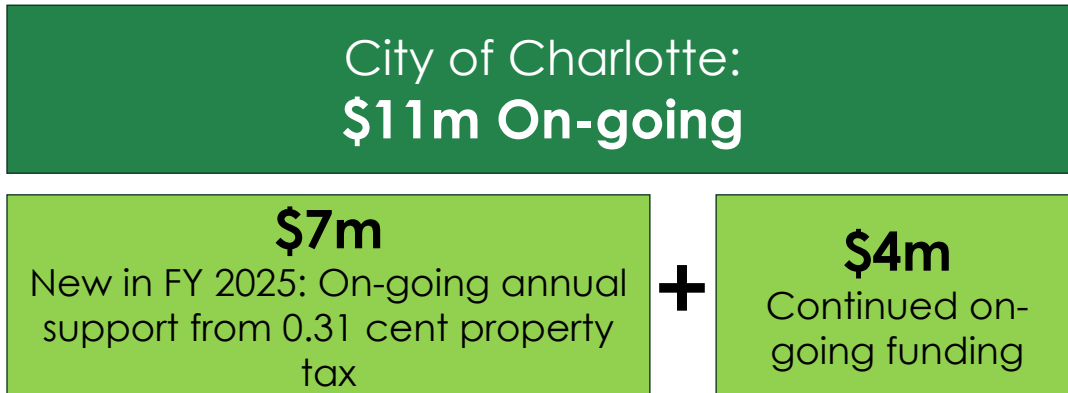 City of Charlotte:
$11m On-going
$7m
New in FY 2025: On-going annual
support from 0.31 cent property
tax
+
$4m
Continued on-
going funding